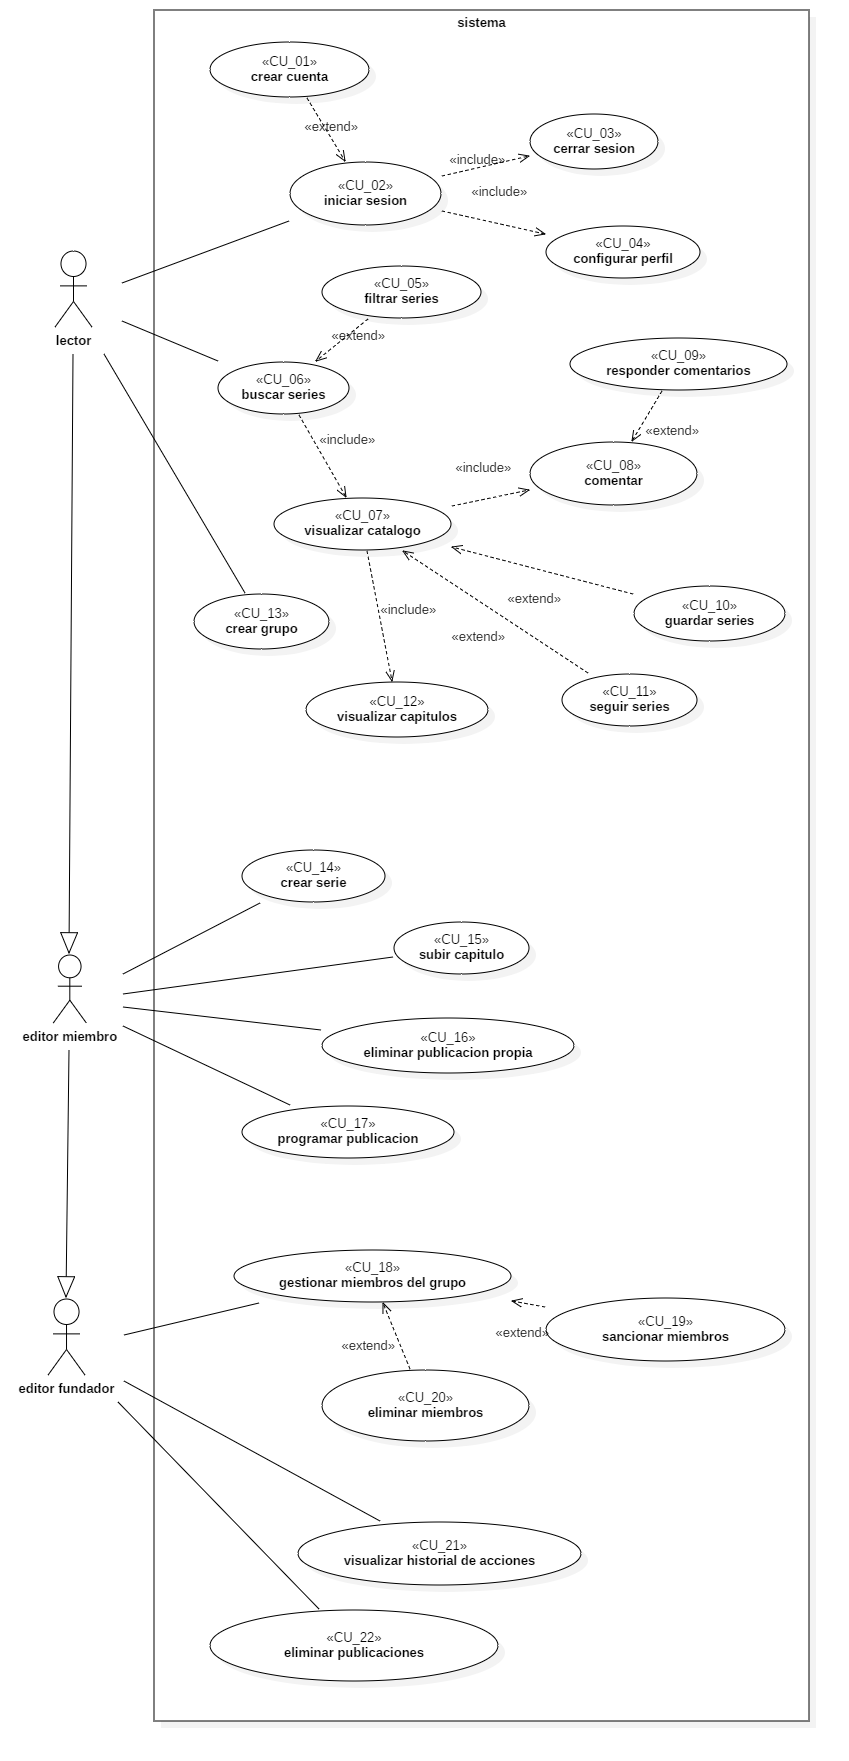 sistema
«CU_01»
crear cuenta
«extend»
«CU_03»
cerrar sesion
«include»
«CU_02»
iniciar sesion
«include»
«CU_04»
configurar perfil
«CU_05»
filtrar series
lector
«extend»
«CU_09»
responder comentarios
«CU_06»
buscar series
«extend»
«include»
«CU_08»
comentar
«include»
«CU_07»
visualizar catalogo
«extend»
«CU_10»
guardar series
«include»
«CU_13»
crear grupo
«extend»
«CU_11»
seguir series
«CU_12»
visualizar capitulos
«CU_14»
crear serie
«CU_15»
subir capitulo
editor miembro
«CU_16»
eliminar publicacion propia
«CU_17»
programar publicacion
«CU_18»
gestionar miembros del grupo
«CU_19»
sancionar miembros
«extend»
«extend»
editor fundador
«CU_20»
eliminar miembros
«CU_21»
visualizar historial de acciones
«CU_22»
eliminar publicaciones